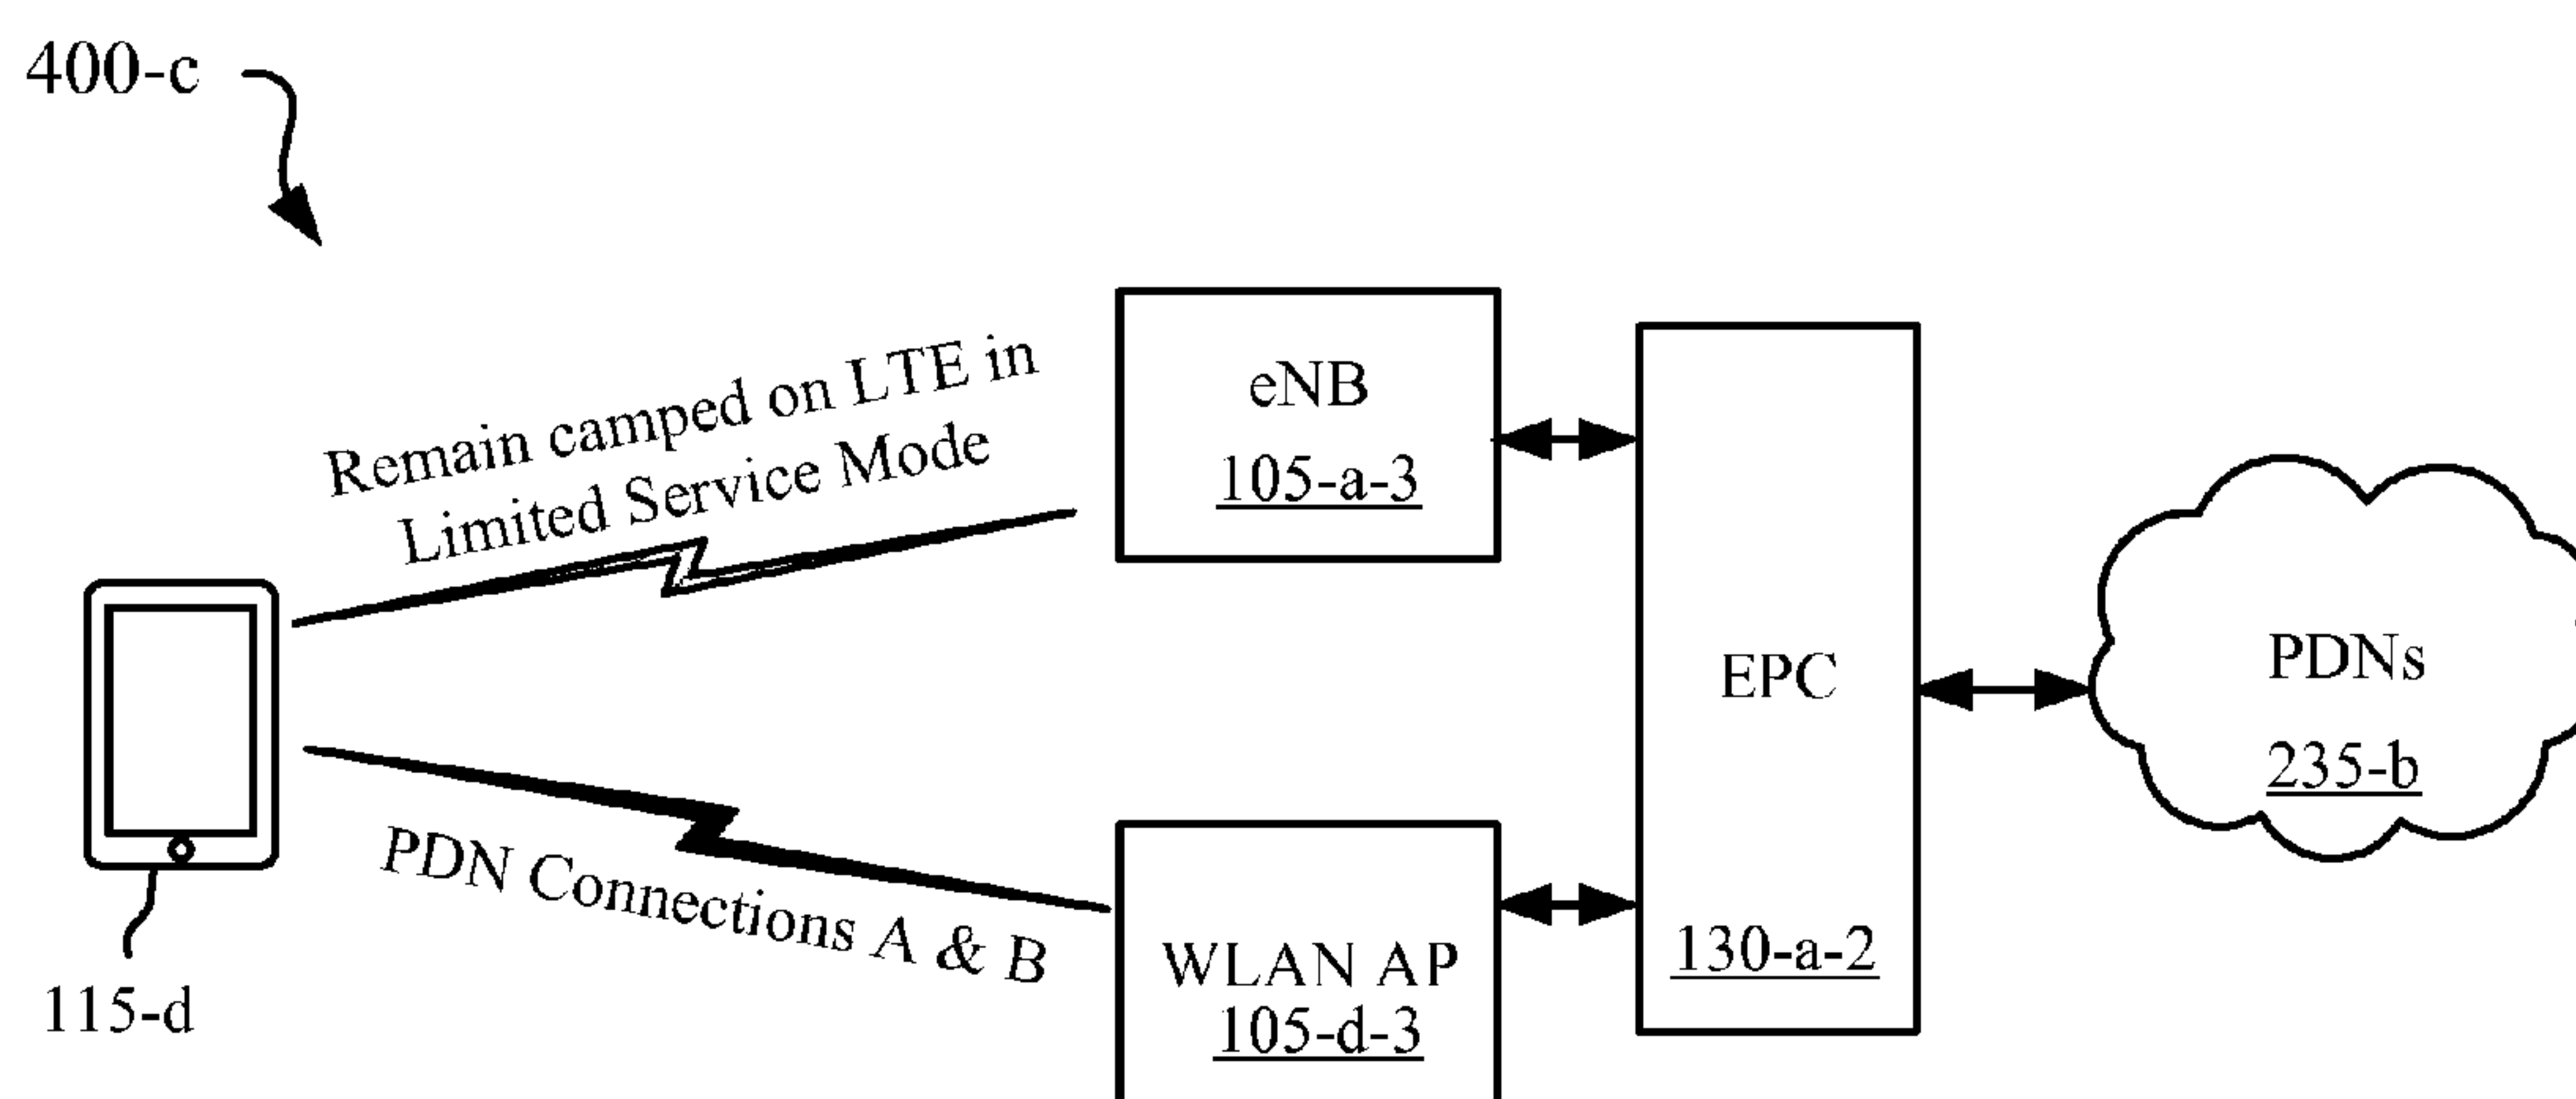 400-c
Remain camped on LTE in
Limited Service Mode
eNB
105-a-3
EPC
130-a-2
PDNs
235-b
PDN Connections A & B
WLAN AP
105-d-3
115-d